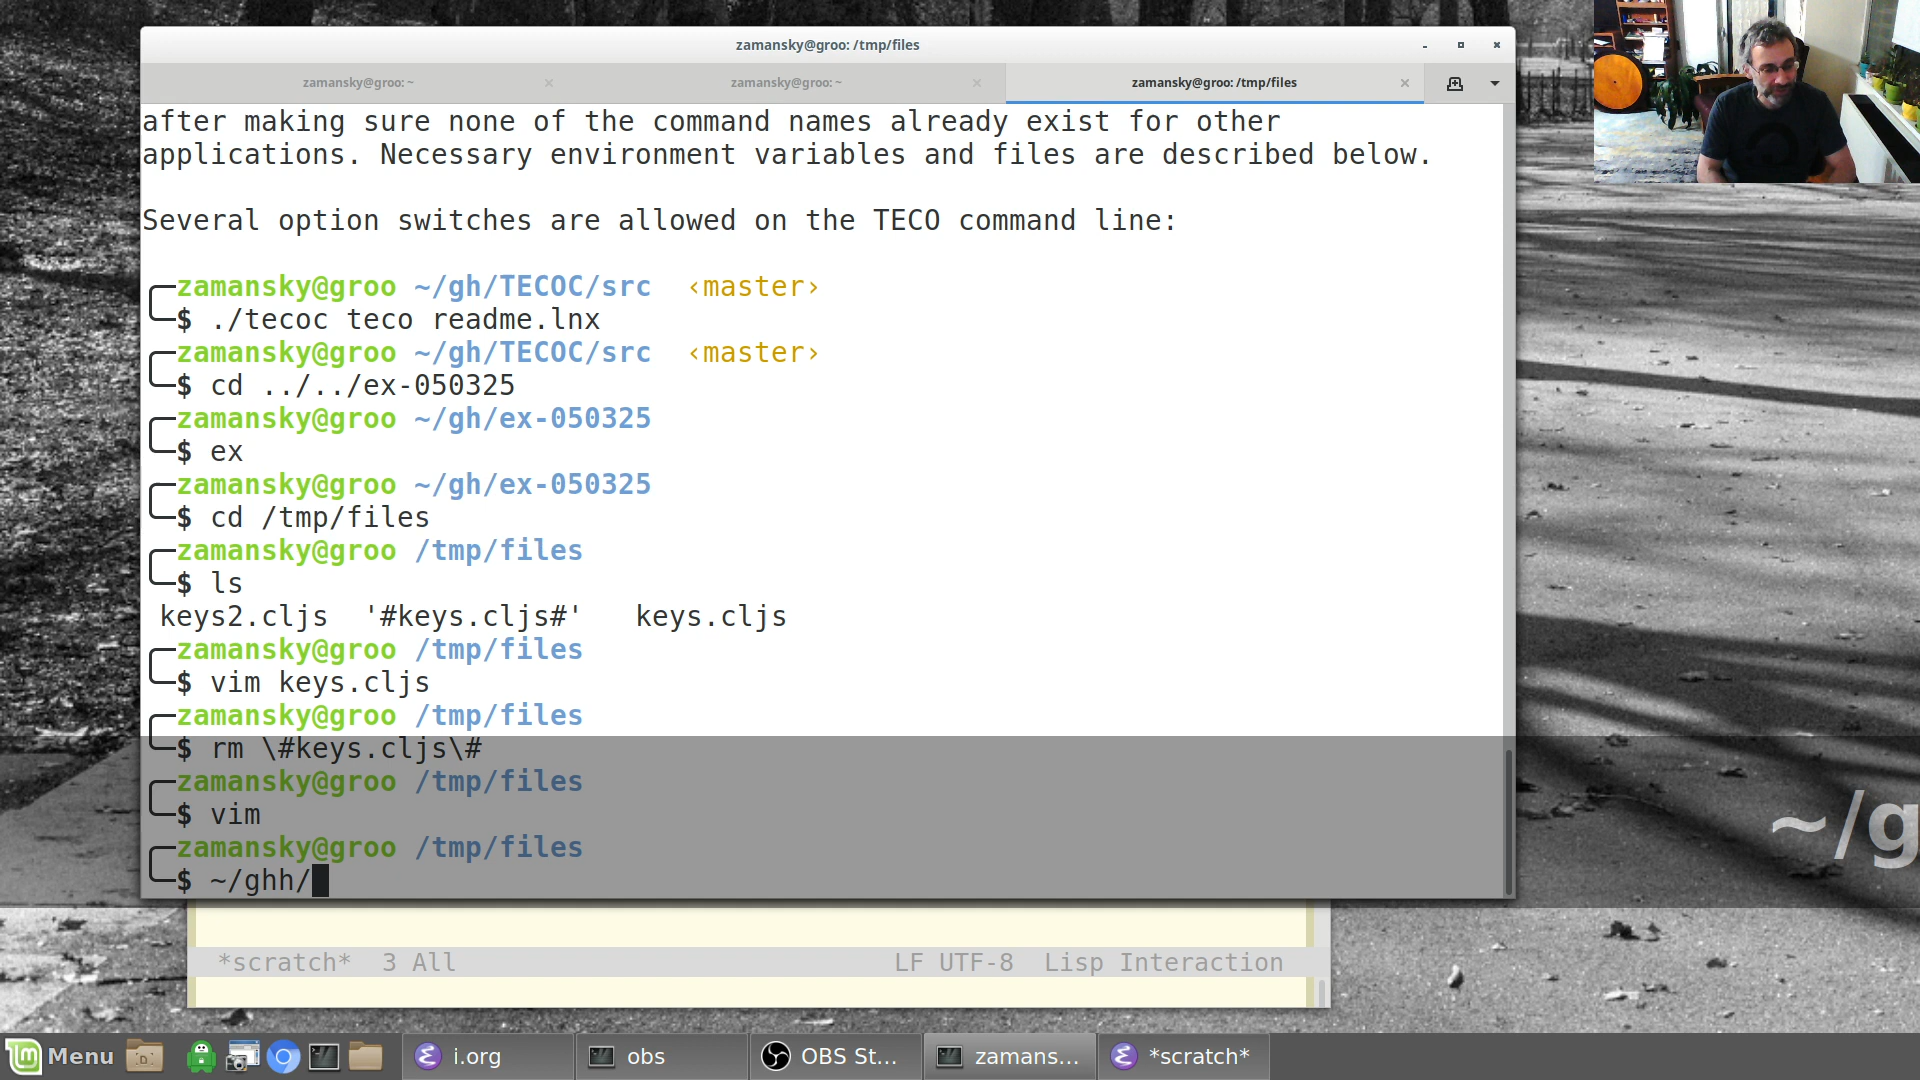 zamansky@groo: /tmp/files
zamansky@groo: ~
zamansky@groo: ~
zamansky@groo: /tmp/files
after making sure none of the command names already exist for other
applications. Necessary environment variables and files are described below.
Several option switches are allowed on the TECO command line:
zamansky@groo ~/gh/TECOC/src ‹master›
$ ./tecoc teco readme.lnx
zamansky@groo ~/gh/TECOC/src ‹master›
$ cd ../../ex-050325
zamansky@groo ~/gh/ex-050325
$ ex
zamansky@groo ~/gh/ex-050325
$ cd /tmp/files
zamansky@groo /tmp/files
$ ls
keys2.cljs '#keys.cljs#' keys.cljs
zamansky@groo /tmp/files
$ vim keys.cljs
zamansky@groo /tmp/files
$ rm \#keys.cljs\#
zamansky@groo /tmp/files
$ vim
zamansky@groo /tmp/files
$ ~/ghh/
~/g
*scratch* 3 All LF UTF-8 Lisp Interaction
Menu
i.org
obs
OBS St...
zamans...
*scratch*